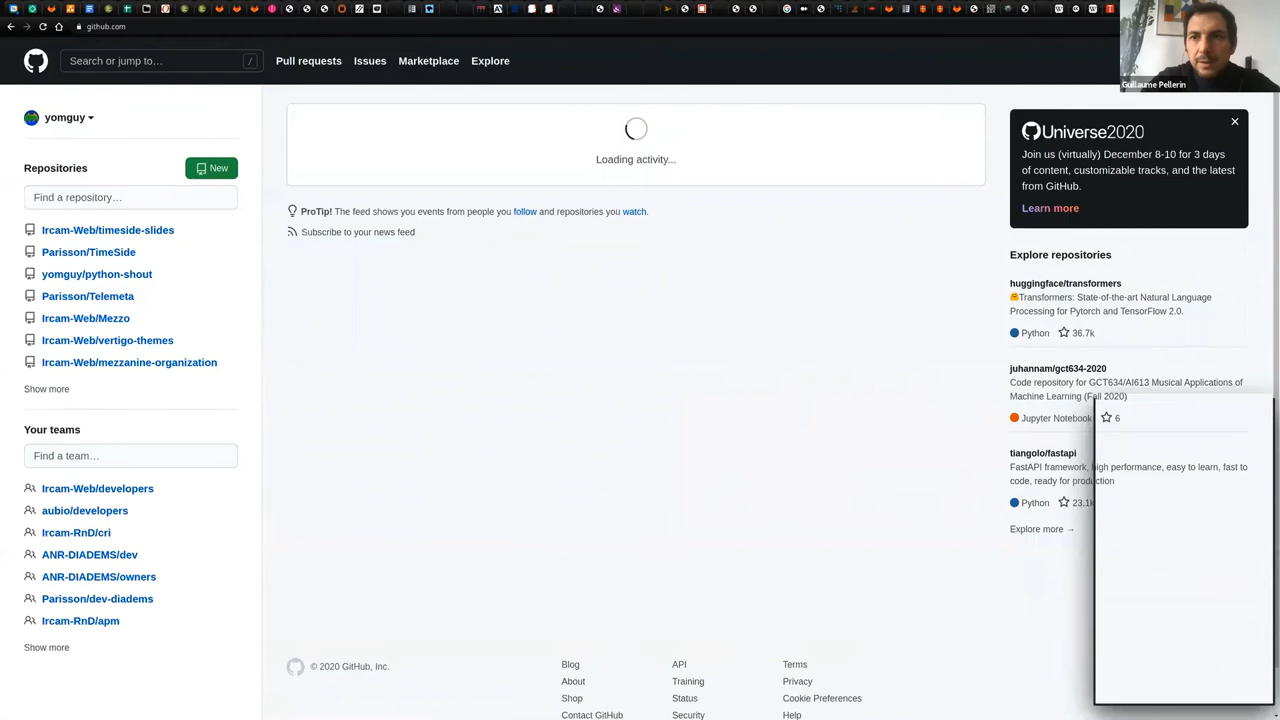 github.com
Search or jump to…
/
Pull requests
Issues
Marketplace
Explore
Guillaume Pellerin
yomguy
Repositories
New
Find a repository…
Ircam-Web/timeside-slides
Parisson/TimeSide
yomguy/python-shout
Parisson/Telemeta
Ircam-Web/Mezzo
Ircam-Web/vertigo-themes
Ircam-Web/mezzanine-organization
Show more
Your teams
Find a team…
Ircam-Web/developers
aubio/developers
Ircam-RnD/cri
ANR-DIADEMS/dev
ANR-DIADEMS/owners
Parisson/dev-diadems
Ircam-RnD/apm
Show more
Loading activity...
ProTip! The feed shows you events from people you follow and repositories you watch.
Subscribe to your news feed
Universe2020
Join us (virtually) December 8-10 for 3 days
of content, customizable tracks, and the latest
from GitHub.
Learn more
Explore repositories
huggingface/transformers
🤗Transformers: State-of-the-art Natural Language
Processing for Pytorch and TensorFlow 2.0.
Python 36.7k
juhannam/gct634-2020
Code repository for GCT634/AI613 Musical Applications of
Machine Learning (Fall 2020)
Jupyter Notebook 6
tiangolo/fastapi
FastAPI framework, high performance, easy to learn, fast to
code, ready for production
Python 23.1k
Explore more →
© 2020 GitHub, Inc.
Blog
About
Shop
Contact GitHub
API
Training
Status
Security
Terms
Privacy
Cookie Preferences
Help